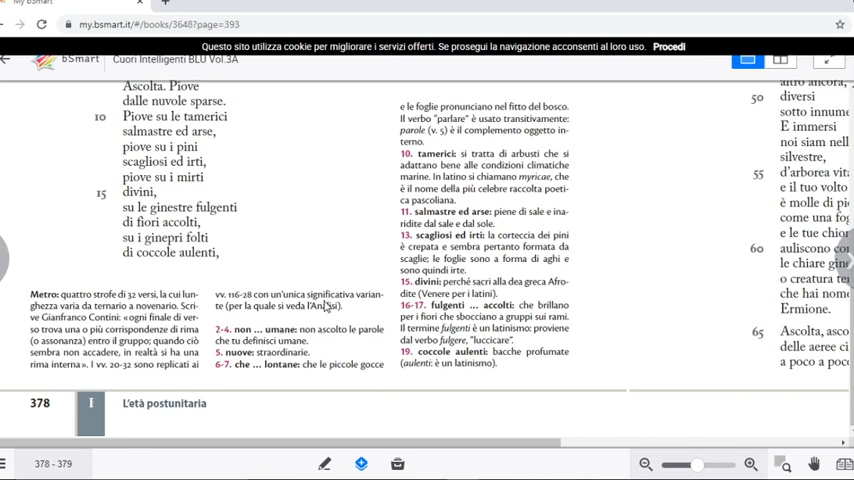 My bSmart
my.bsmart.it/#/books/3648?page=393
Questo sito utilizza cookie per migliorare i servizi offerti. Se prosegui la navigazione acconsenti al loro uso. Procedi
bSmart Cuori Intelligenti BLU Vol.3A
Ascolta. Piove
dalle nuvole sparse.
10 Piove su le tamerici
salmastre ed arse,
piove su i pini
scagliosi ed irti,
piove su i mirti
15 divini,
su le ginestre fulgenti
di fiori accolti,
su i ginepri folti
di coccole aulenti,
Metro: quattro strofe di 32 versi, la cui lun-
ghezza varia da ternario a novenario. Scri-
ve Gianfranco Contini: «ogni finale di ver-
so trova una o più corrispondenze di rima
(o assonanza) entro il gruppo; quando ciò
sembra non accadere, in realtà si ha una
rima interna». I vv. 20-32 sono replicati ai
vv. 116-28 con un'unica significativa varian-
te (per la quale si veda l'Analisi).
2-4. non ... umane: non ascolto le parole
che tu definisci umane.
5. nuove: straordinarie.
6-7. che ... lontane: che le piccole gocce
e le foglie pronunciano nel fitto del bosco.
Il verbo "parlare" è usato transitivamente:
parole (v. 5) è il complemento oggetto in-
terno.
10. tamerici: si tratta di arbusti che si
adattano bene alle condizioni climatiche
marine. In latino si chiamano myricae, che
è il nome della più celebre raccolta poeti-
ca pascoliana.
11. salmastre ed arse: piene di sale e ina-
ridite dal sale e dal sole.
13. scagliosi ed irti: la corteccia dei pini
è crepata e sembra pertanto formata da
scaglie; le foglie sono a forma di aghi e
sono quindi irte.
15. divini: perché sacri alla dea greca Afro-
dite (Venere per i latini).
16-17. fulgenti ... accolti: che brillano
per i fiori che sbocciano a gruppi sui rami.
Il termine fulgenti è un latinismo: proviene
dal verbo fulgere, "luccicare".
19. coccole aulenti: bacche profumate
(aulenti: è un latinismo).
altro ancora,
50 diversi
sotto innume
E immersi
noi siam nell
silvestre,
55 d'arborea vit
e il tuo volto
è molle di pi
come una fog
e le tue chio
60 auliscono co
le chiare gin
o creatura te
che hai nome
Ermione.
65 Ascolta, asco
delle aeree ci
a poco a poc
378 I L'età postunitaria
378 - 379